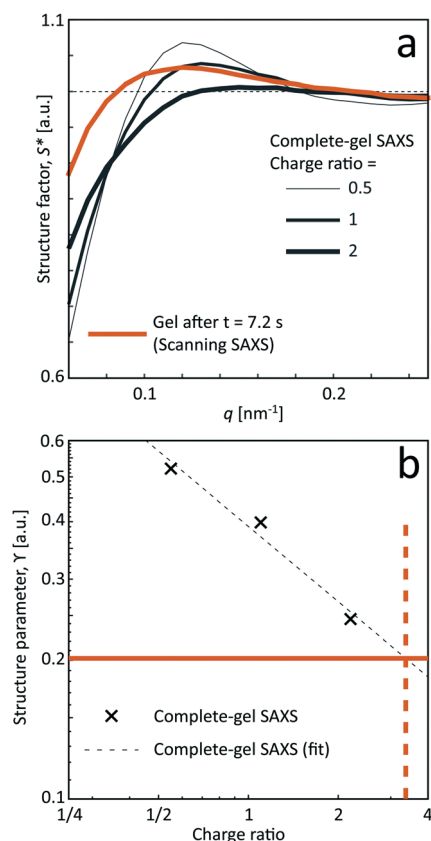 1.1
a
Structure factor, S* [a.u.]
Complete-gel SAXS
Charge ratio =
0.5
1
2
Gel after t = 7.2 s
(Scanning SAXS)
0.6
0.1
0.2
q [nm⁻¹]
0.6
b
0.5
0.4
Structure parameter, ϒ [a.u.]
0.3
0.2
Complete-gel SAXS
Complete-gel SAXS (fit)
0.1
1/4
1/2
1
2
4
Charge ratio